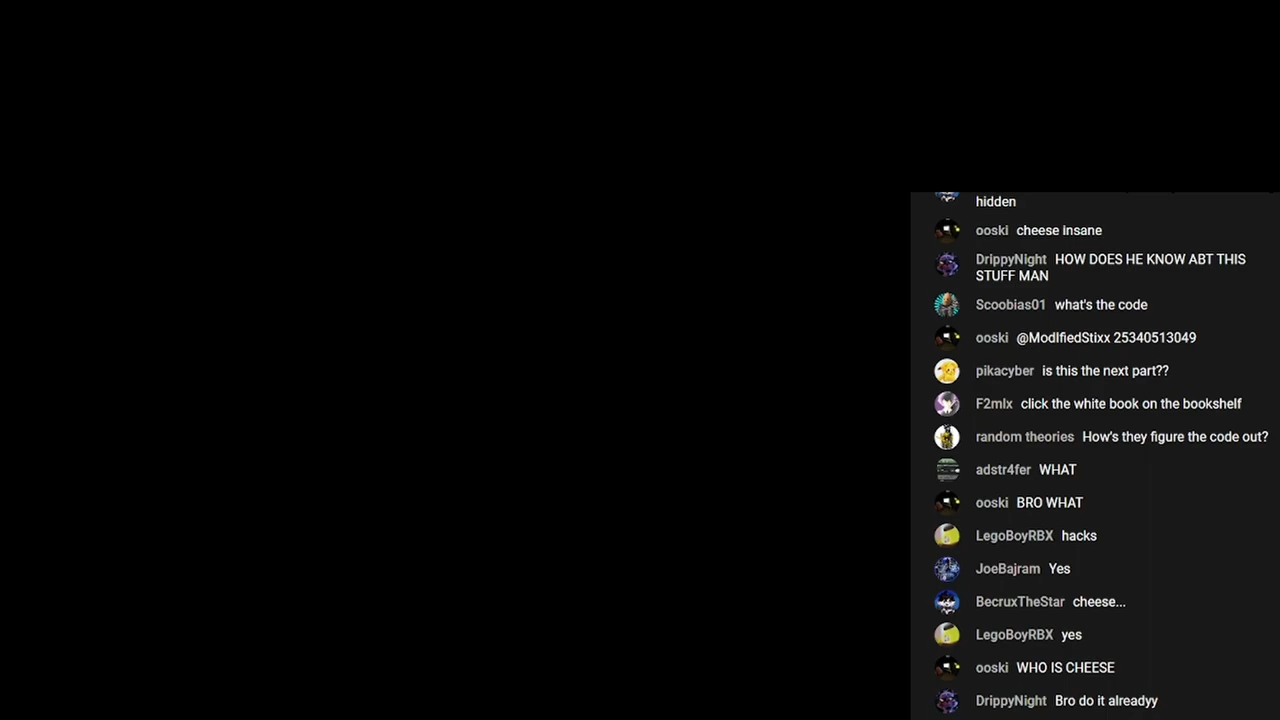 hidden
ooski cheese insane
DrippyNight HOW DOES HE KNOW ABT THIS
STUFF MAN
Scoobias01 what's the code
ooski @ModIfiedStixx 25340513049
pikacyber is this the next part??
F2mlx click the white book on the bookshelf
random theories How's they figure the code out?
adstr4fer WHAT
ooski BRO WHAT
LegoBoyRBX hacks
JoeBajram Yes
BecruxTheStar cheese...
LegoBoyRBX yes
ooski WHO IS CHEESE
DrippyNight Bro do it alreadyy